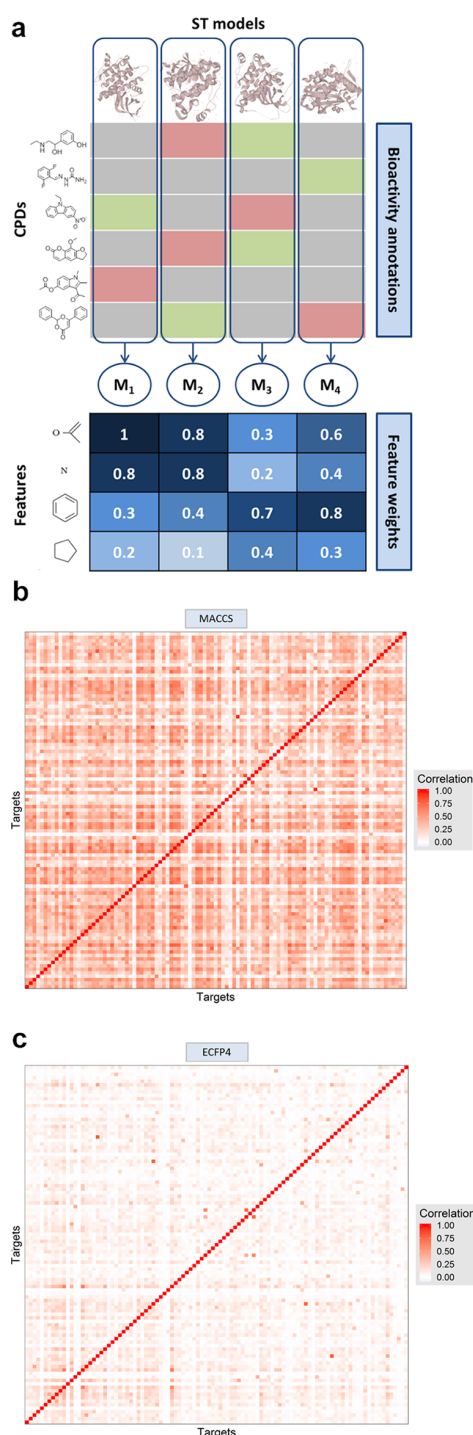 a
ST models
CPDs
Bioactivity annotations
M1 M2 M3 M4
Features
O
N
1 0.8 0.3 0.6
0.8 0.8 0.2 0.4
0.3 0.4 0.7 0.8
0.2 0.1 0.4 0.3
Feature weights
b
MACCS
Targets
Targets
Correlation
1.00
0.75
0.50
0.25
0.00
c
ECFP4
Targets
Targets
Correlation
1.00
0.75
0.50
0.25
0.00